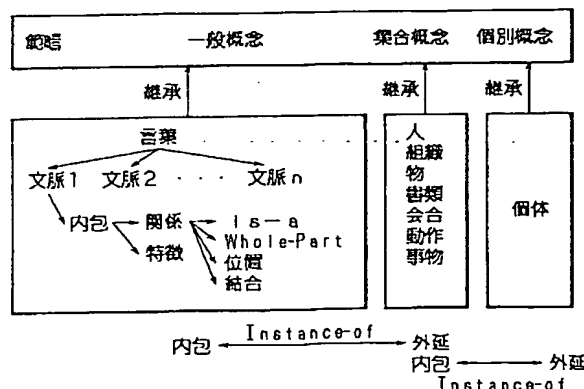 範疇 一般概念 集合概念 個別概念
継承 継承 継承
言葉 ・・・・・ 人
組織
文脈1 文脈2 ・・・ 文脈n 物
書類
内包 関係 is-a 会合 個体
特徴 Whole-Part 動作
位置 事物
結合
内包 Instance-of 外延
内包 外延
Instance-of